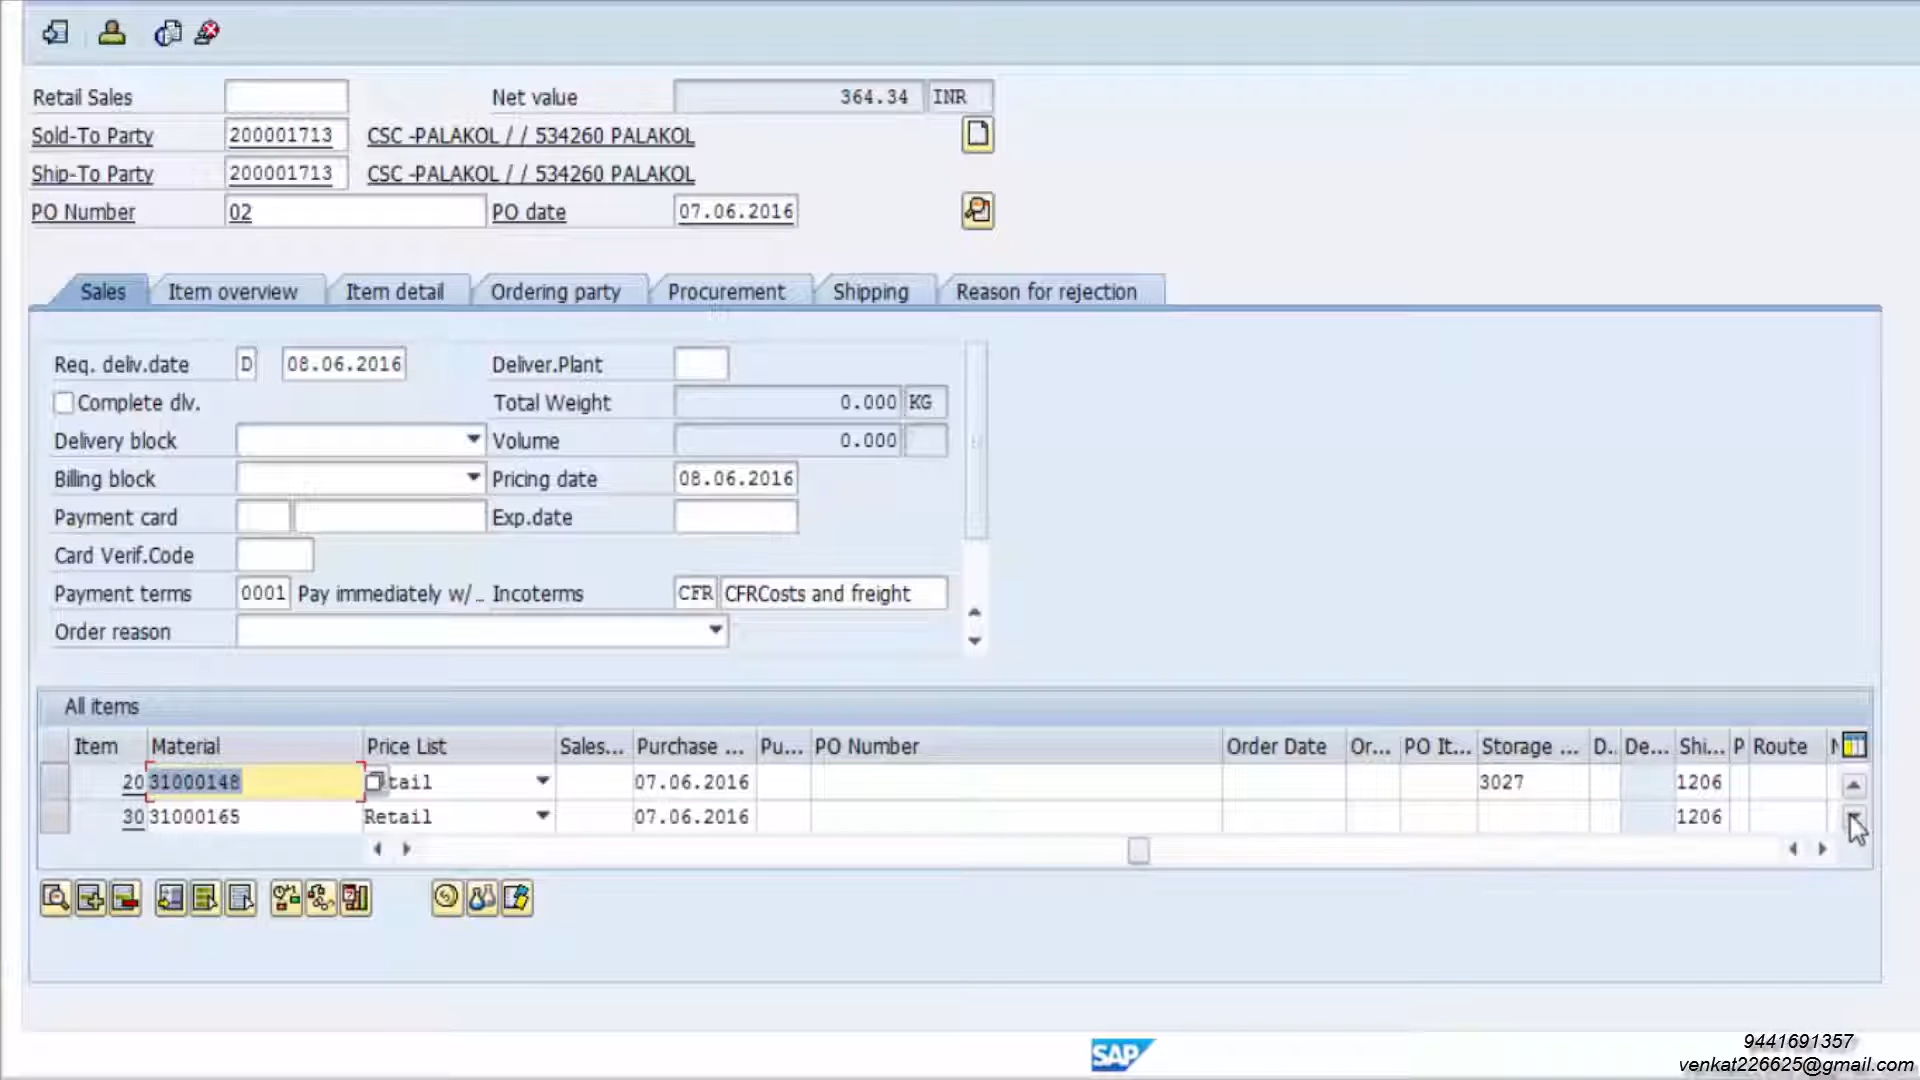 Retail Sales Net value 364.34 INR
Sold-To Party 200001713 CSC -PALAKOL / / 534260 PALAKOL
Ship-To Party 200001713 CSC -PALAKOL / / 534260 PALAKOL
PO Number 02 PO date 07.06.2016
Sales Item overview Item detail Ordering party Procurement Shipping Reason for rejection
Req. deliv.date D 08.06.2016 Deliver.Plant
Complete dlv. Total Weight 0.000 KG
Delivery block Volume 0.000
Billing block Pricing date 08.06.2016
Payment card Exp.date
Card Verif.Code
Payment terms 0001 Pay immediately w/ ... Incoterms CFR CFRCosts and freight
Order reason
All items
Item Material Price List Sales... Purchase ... Pu... PO Number Order Date Or... PO It... Storage ... D.. De... Shi... P Route
20 31000148 tail 07.06.2016 3027 1206
30 31000165 Retail 07.06.2016 1206
SAP
9441691357
venkat226625@gmail.com